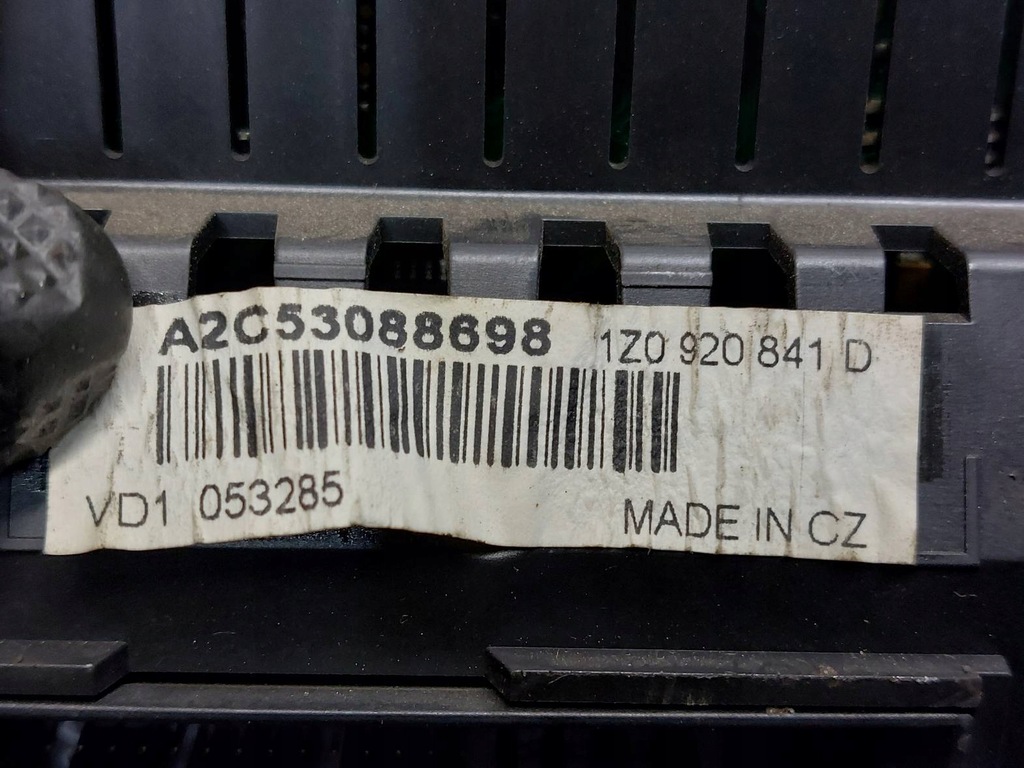 A2C53088698 1Z0 920 841 D
VD1 053285 MADE IN CZ